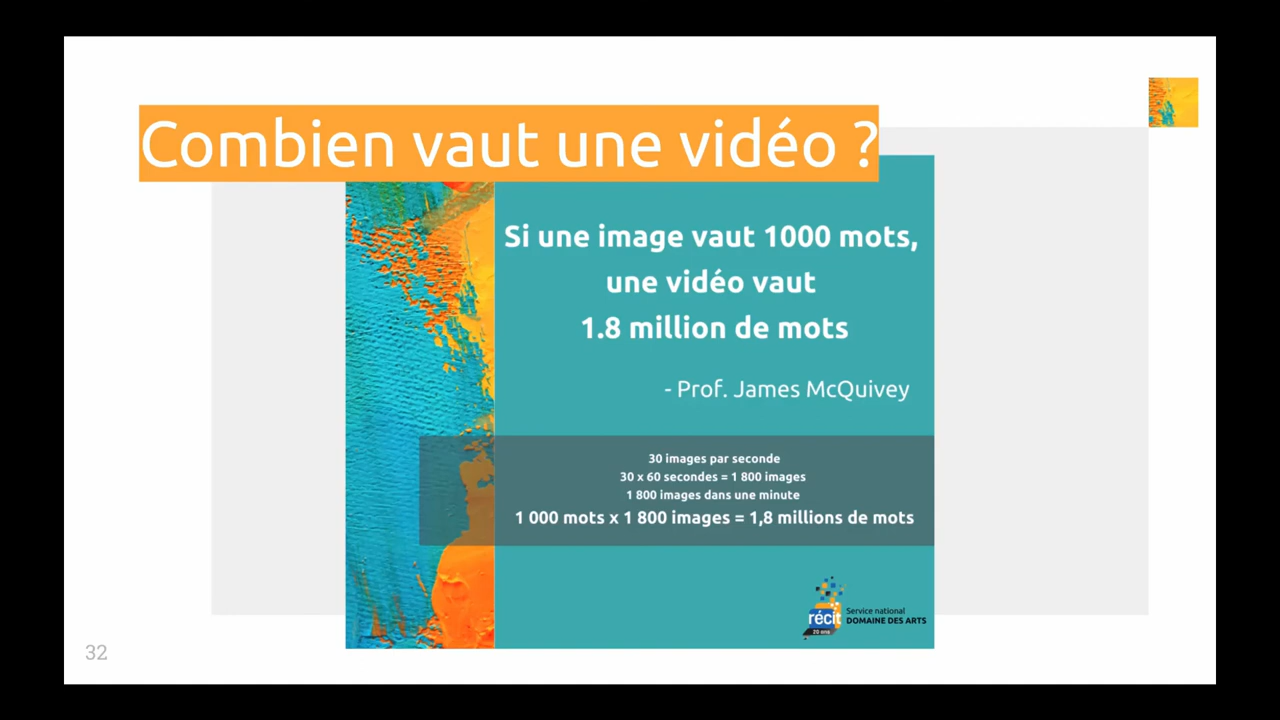 Combien vaut une vidéo ?
Si une image vaut 1000 mots,
une vidéo vaut
1.8 million de mots
- Prof. James McQuivey
30 images par seconde
30 x 60 secondes = 1 800 images
1 800 images dans une minute
1 000 mots x 1 800 images = 1,8 millions de mots
récit
20 ans
Service national
DOMAINE DES ARTS
32